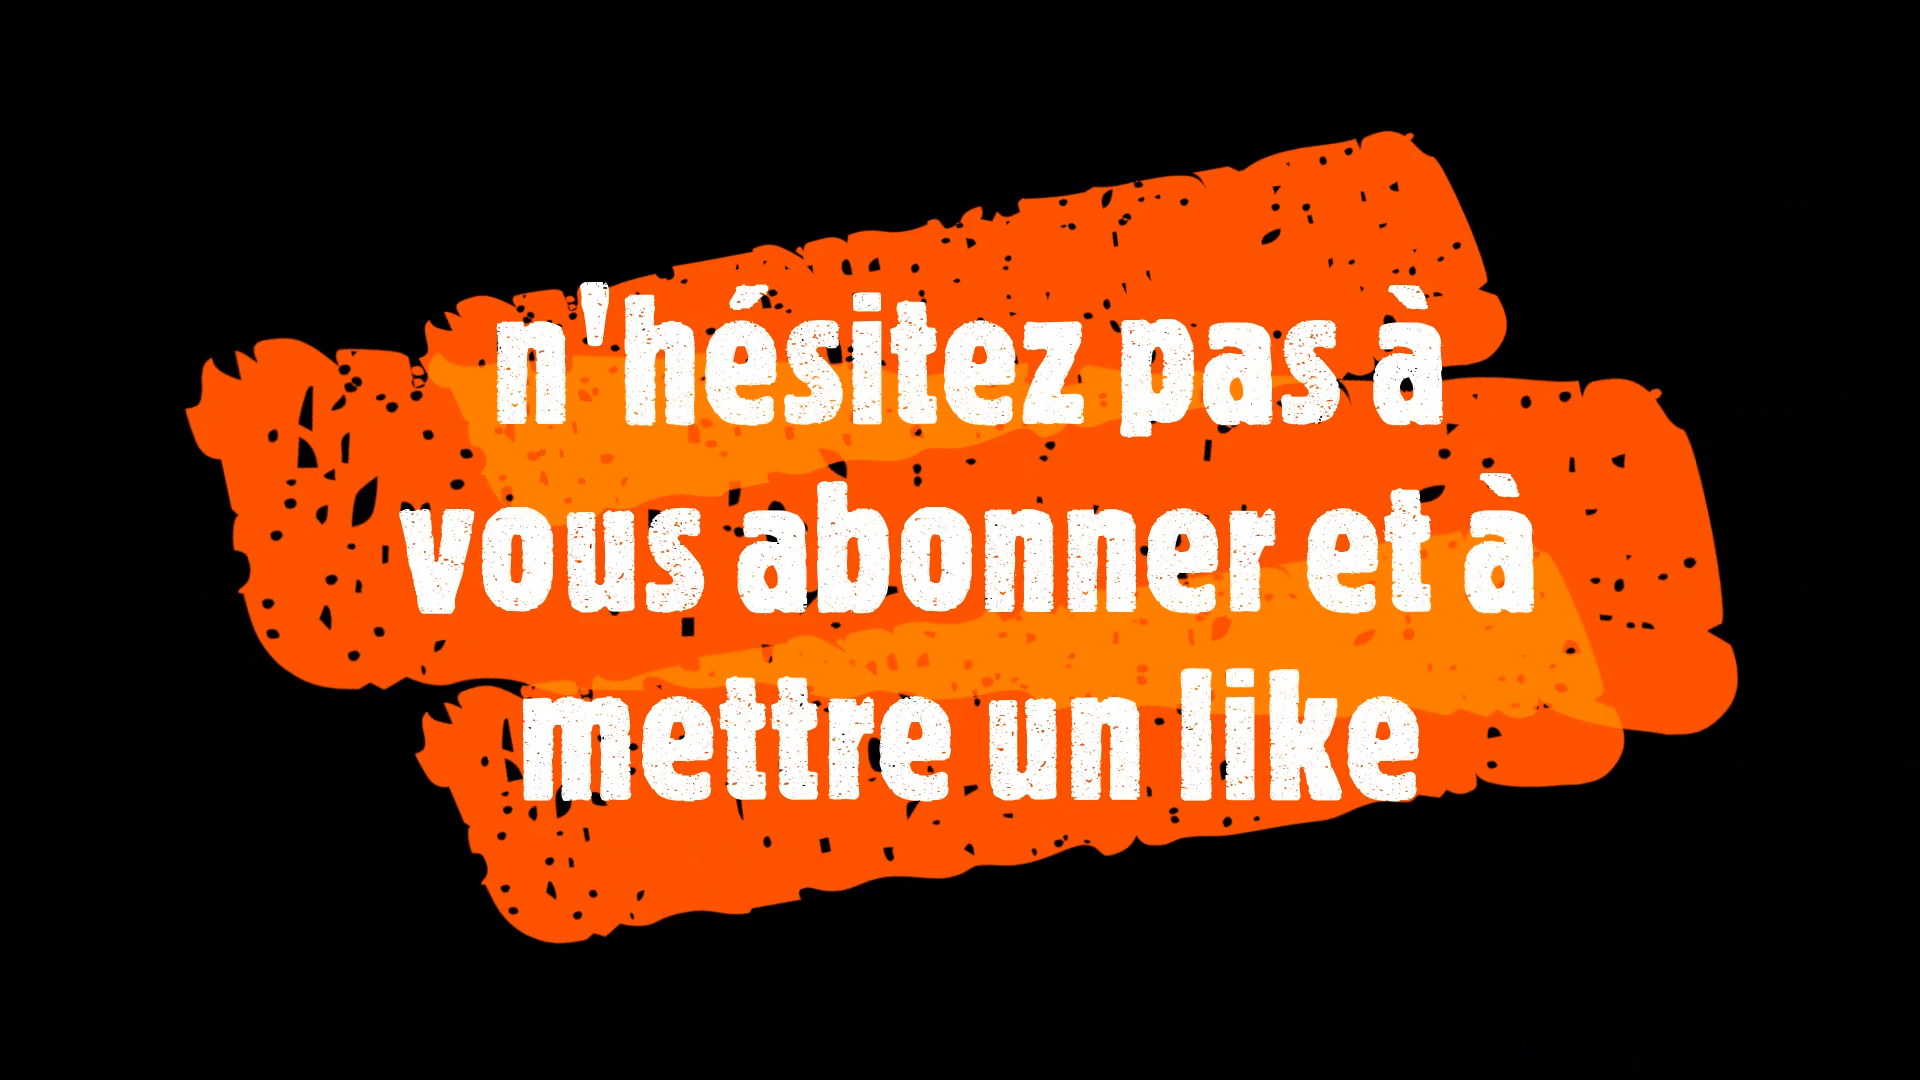 n'hésitez pas à
vous abonner et à
mettre un like